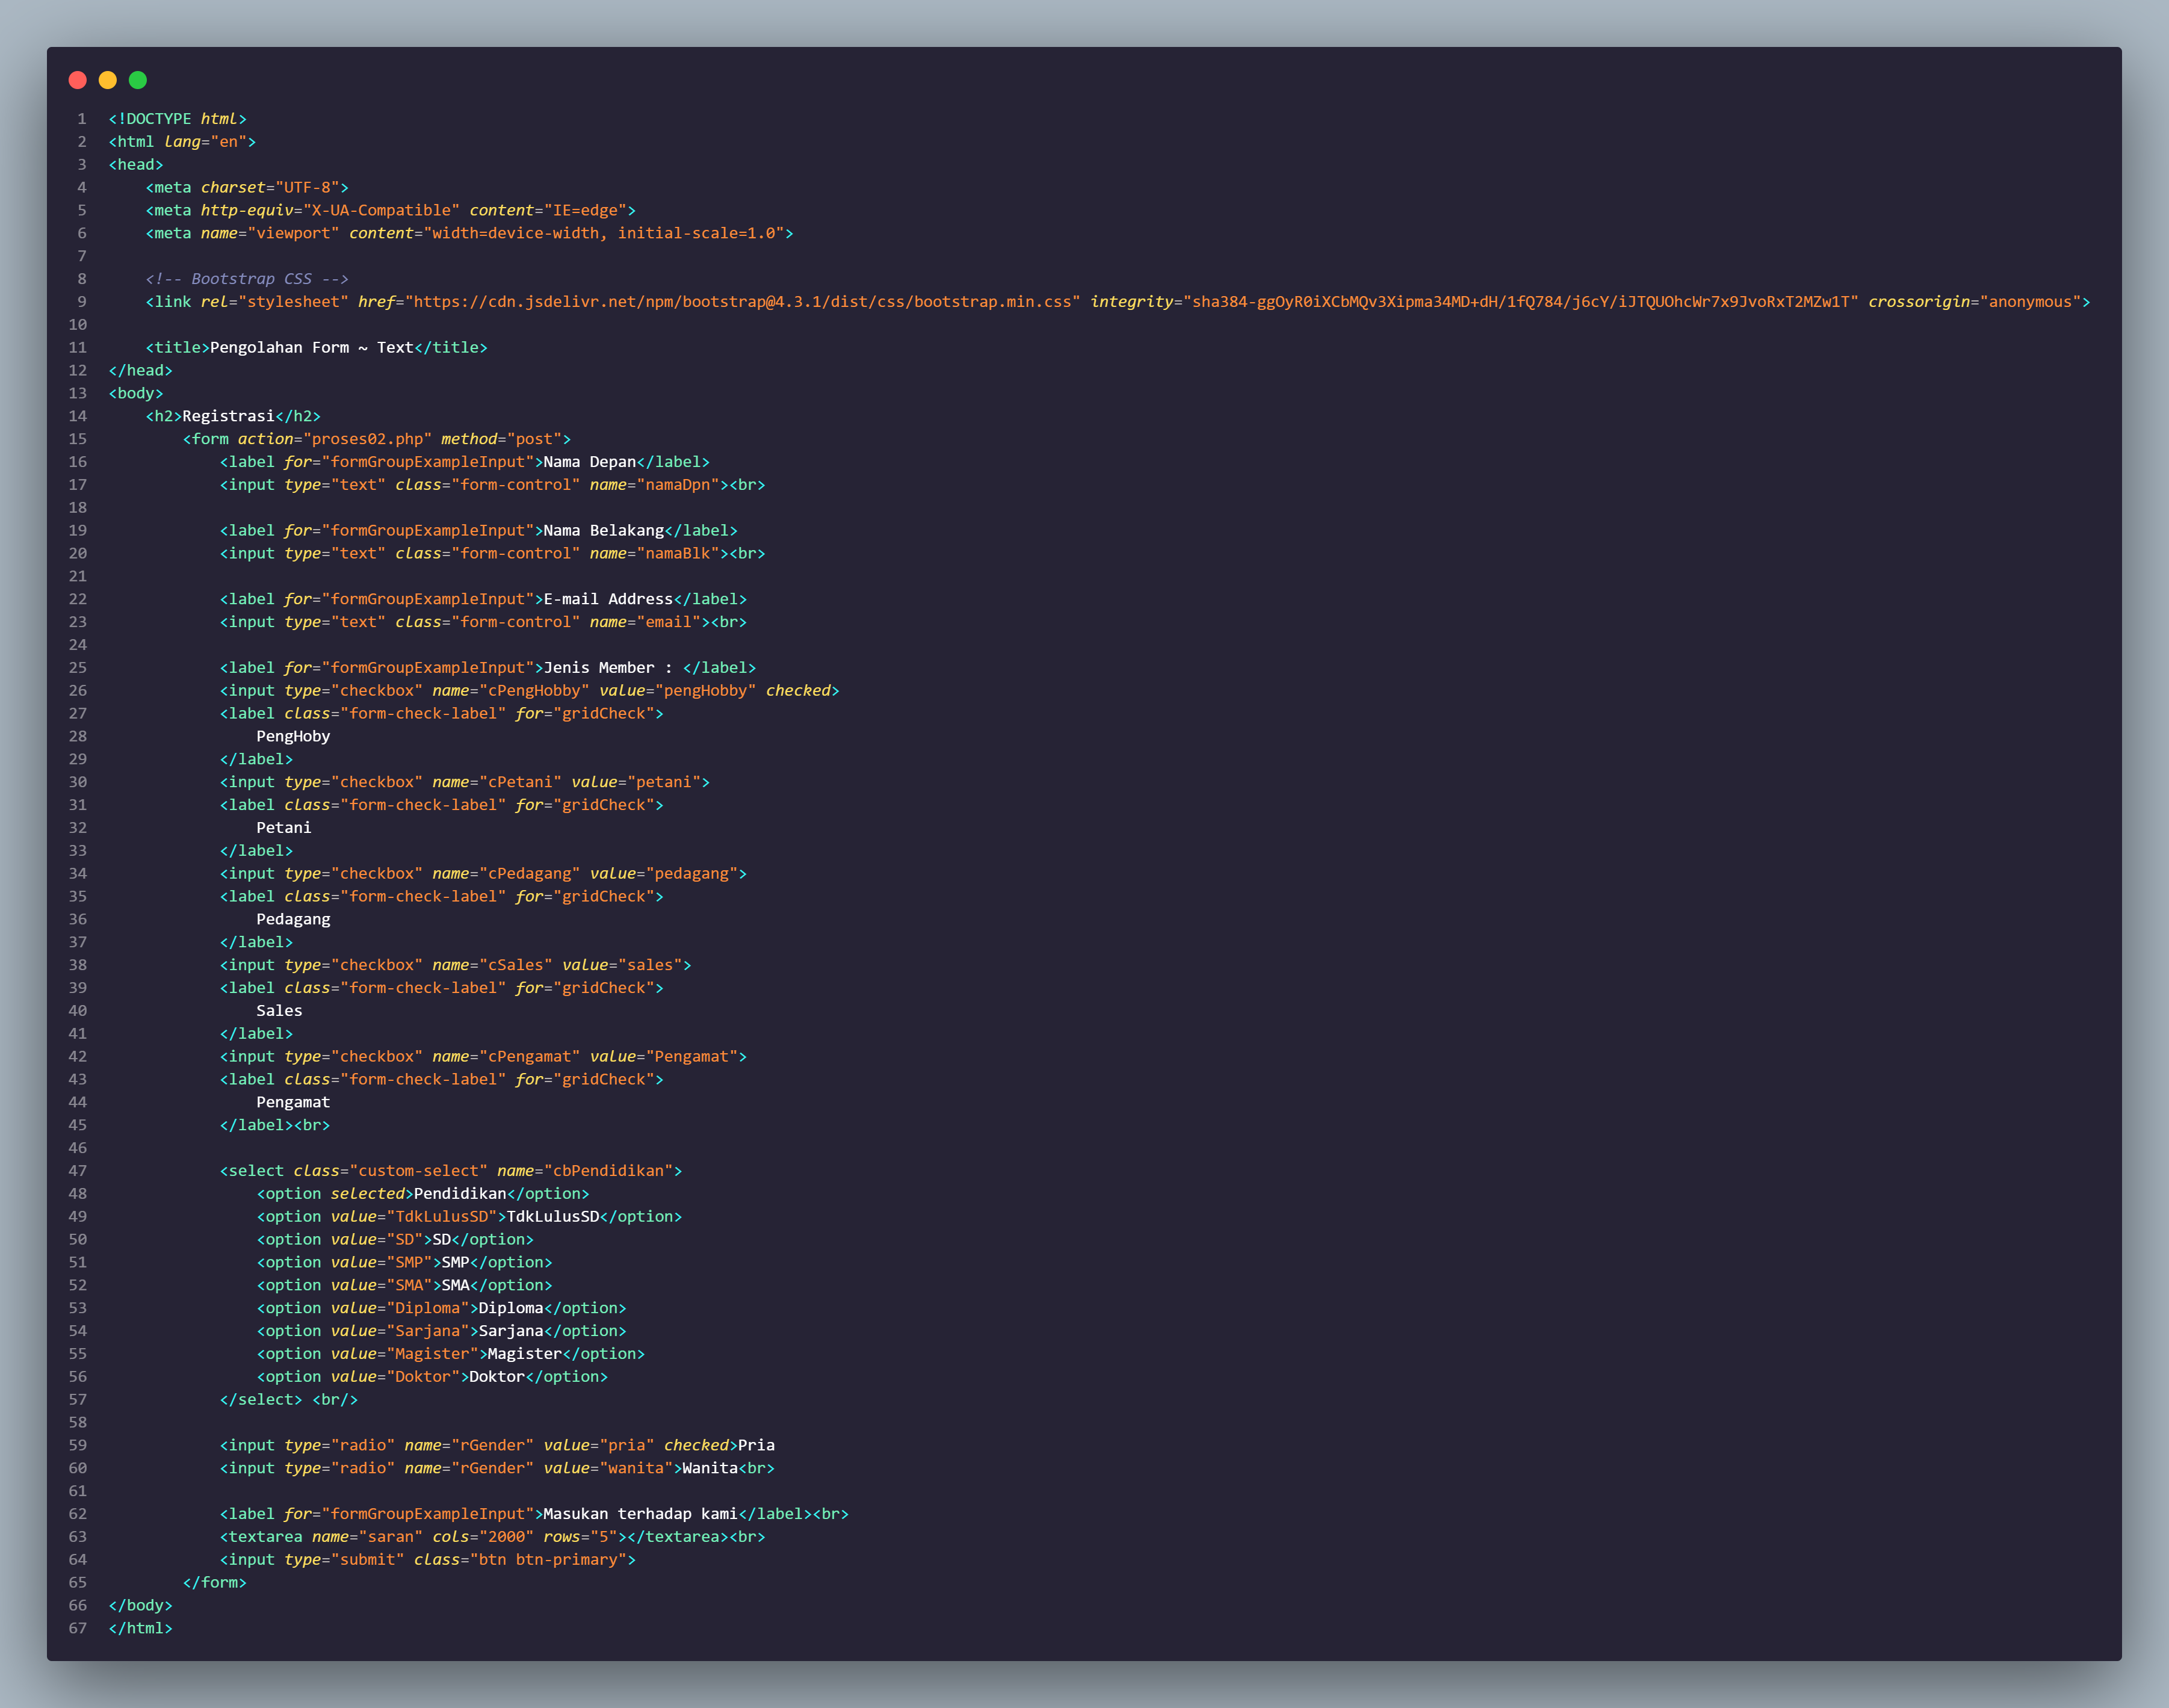 1 <!DOCTYPE html>
2 <html lang="en">
3 <head>
4     <meta charset="UTF-8">
5     <meta http-equiv="X-UA-Compatible" content="IE=edge">
6     <meta name="viewport" content="width=device-width, initial-scale=1.0">
7
8     <!-- Bootstrap CSS -->
9     <link rel="stylesheet" href="https://cdn.jsdelivr.net/npm/bootstrap@4.3.1/dist/css/bootstrap.min.css" integrity="sha384-ggOyR0iXCbMQv3Xipma34MD+dH/1fQ784/j6cY/iJTQUOhcWr7x9JvoRxT2MZw1T" crossorigin="anonymous">
10
11     <title>Pengolahan Form ~ Text</title>
12 </head>
13 <body>
14     <h2>Registrasi</h2>
15         <form action="proses02.php" method="post">
16             <label for="formGroupExampleInput">Nama Depan</label>
17             <input type="text" class="form-control" name="namaDpn"><br>
18
19             <label for="formGroupExampleInput">Nama Belakang</label>
20             <input type="text" class="form-control" name="namaBlk"><br>
21
22             <label for="formGroupExampleInput">E-mail Address</label>
23             <input type="text" class="form-control" name="email"><br>
24
25             <label for="formGroupExampleInput">Jenis Member : </label>
26             <input type="checkbox" name="cPengHobby" value="pengHobby" checked>
27             <label class="form-check-label" for="gridCheck">
28                 PengHoby
29             </label>
30             <input type="checkbox" name="cPetani" value="petani">
31             <label class="form-check-label" for="gridCheck">
32                 Petani
33             </label>
34             <input type="checkbox" name="cPedagang" value="pedagang">
35             <label class="form-check-label" for="gridCheck">
36                 Pedagang
37             </label>
38             <input type="checkbox" name="cSales" value="sales">
39             <label class="form-check-label" for="gridCheck">
40                 Sales
41             </label>
42             <input type="checkbox" name="cPengamat" value="Pengamat">
43             <label class="form-check-label" for="gridCheck">
44                 Pengamat
45             </label><br>
46
47             <select class="custom-select" name="cbPendidikan">
48                 <option selected>Pendidikan</option>
49                 <option value="TdkLulusSD">TdkLulusSD</option>
50                 <option value="SD">SD</option>
51                 <option value="SMP">SMP</option>
52                 <option value="SMA">SMA</option>
53                 <option value="Diploma">Diploma</option>
54                 <option value="Sarjana">Sarjana</option>
55                 <option value="Magister">Magister</option>
56                 <option value="Doktor">Doktor</option>
57             </select> <br/>
58
59             <input type="radio" name="rGender" value="pria" checked>Pria
60             <input type="radio" name="rGender" value="wanita">Wanita<br>
61
62             <label for="formGroupExampleInput">Masukan terhadap kami</label><br>
63             <textarea name="saran" cols="2000" rows="5"></textarea><br>
64             <input type="submit" class="btn btn-primary">
65         </form>
66 </body>
67 </html>